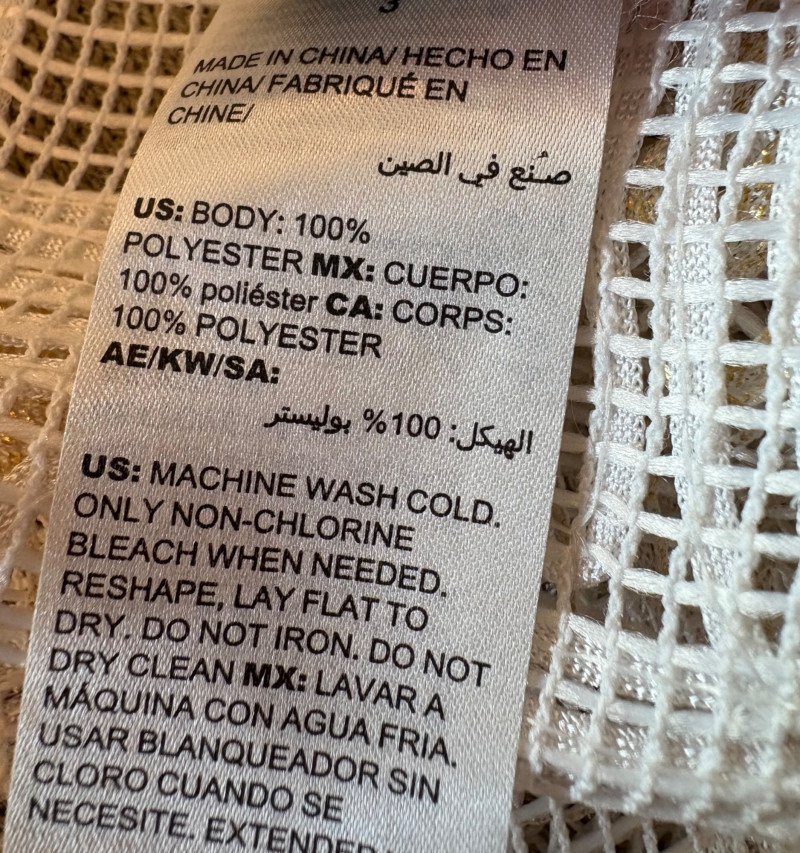 3
MADE IN CHINA/ HECHO EN
CHINA/ FABRIQUÉ EN
CHINE/
صُنع في الصين
US: BODY: 100%
POLYESTER MX: CUERPO:
100% poliéster CA: CORPS:
100% POLYESTER
AE/KW/SA:
الهيكل: 100% بوليستر
US: MACHINE WASH COLD.
ONLY NON-CHLORINE
BLEACH WHEN NEEDED.
RESHAPE, LAY FLAT TO
DRY. DO NOT IRON. DO NOT
DRY CLEAN MX: LAVAR A
MÁQUINA CON AGUA FRIA.
USAR BLANQUEADOR SIN
CLORO CUANDO SE
NECESITE. EXTENDER